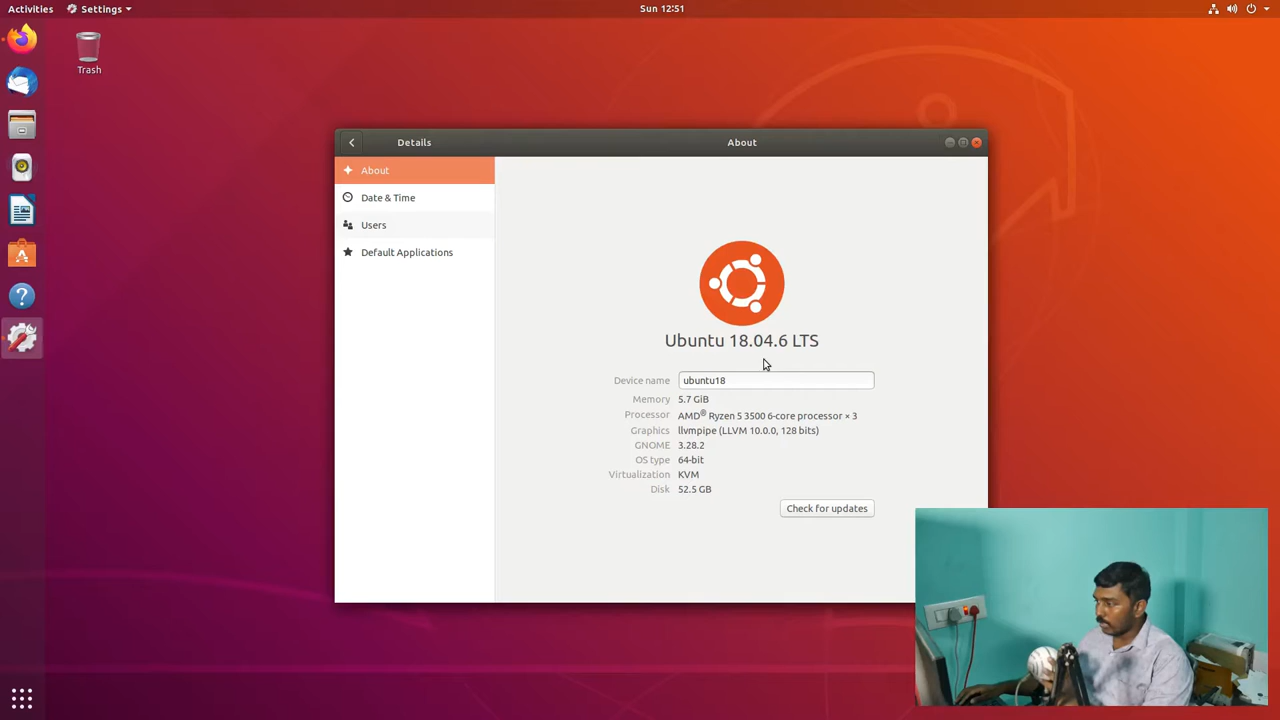 Activities
Settings
Sun 12:51
Trash
Details
About
About
Date & Time
Users
Default Applications
Ubuntu 18.04.6 LTS
Device name ubuntu18
Memory 5.7 GiB
Processor AMD® Ryzen 5 3500 6-core processor × 3
Graphics llvmpipe (LLVM 10.0.0, 128 bits)
GNOME 3.28.2
OS type 64-bit
Virtualization KVM
Disk 52.5 GB
Check for updates